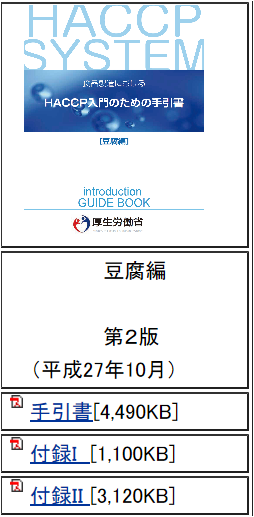 HACCP
SYSTEM
食品製造における
HACCP入門のための手引書
[豆腐編]
introduction
GUIDE BOOK
厚生労働省
豆腐編
第２版
（平成27年10月）
手引書[4,490KB]
付録I [1,100KB]
付録II [3,120KB]